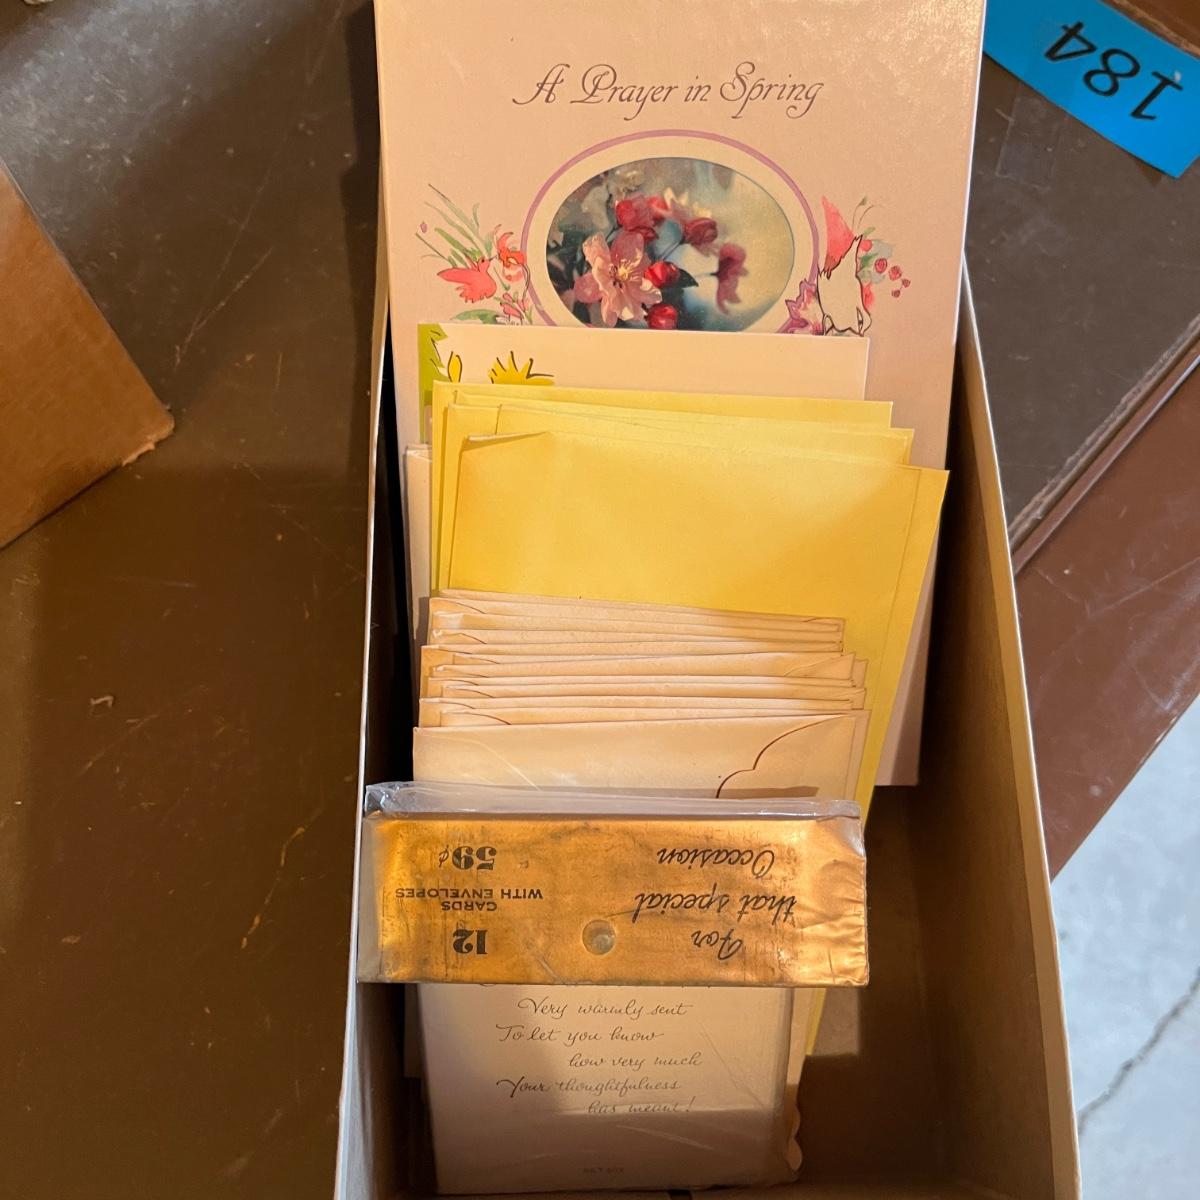 184
A Prayer in Spring
For
that special
Occasion
12
CARDS
WITH ENVELOPES
59¢
Very warmly sent
To let you know
how very much
Your thoughtfulness
has meant!